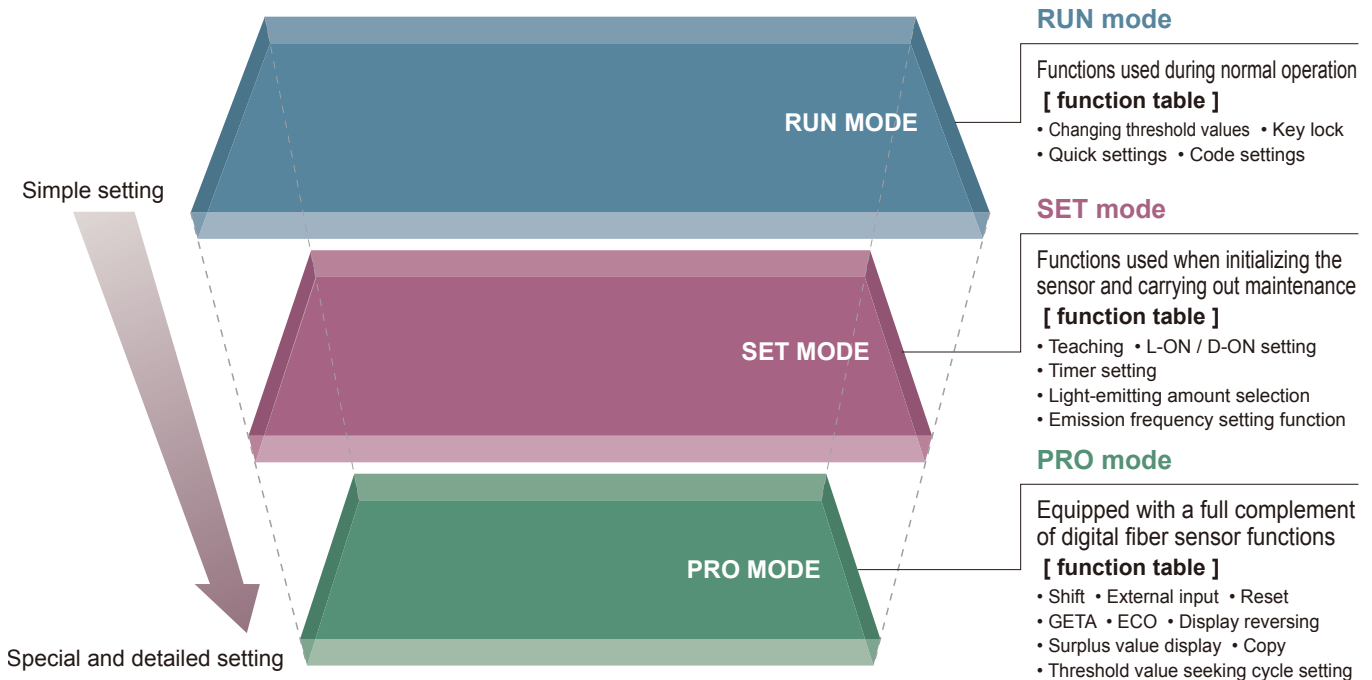 Simple setting
Special and detailed setting
RUN MODE
SET MODE
PRO MODE
RUN mode
Functions used during normal operation
[ function table ]
• Changing threshold values • Key lock
• Quick settings • Code settings
SET mode
Functions used when initializing the
sensor and carrying out maintenance
[ function table ]
• Teaching • L-ON / D-ON setting
• Timer setting
• Light-emitting amount selection
• Emission frequency setting function
PRO mode
Equipped with a full complement
of digital fiber sensor functions
[ function table ]
• Shift • External input • Reset
• GETA • ECO • Display reversing
• Surplus value display • Copy
• Threshold value seeking cycle setting